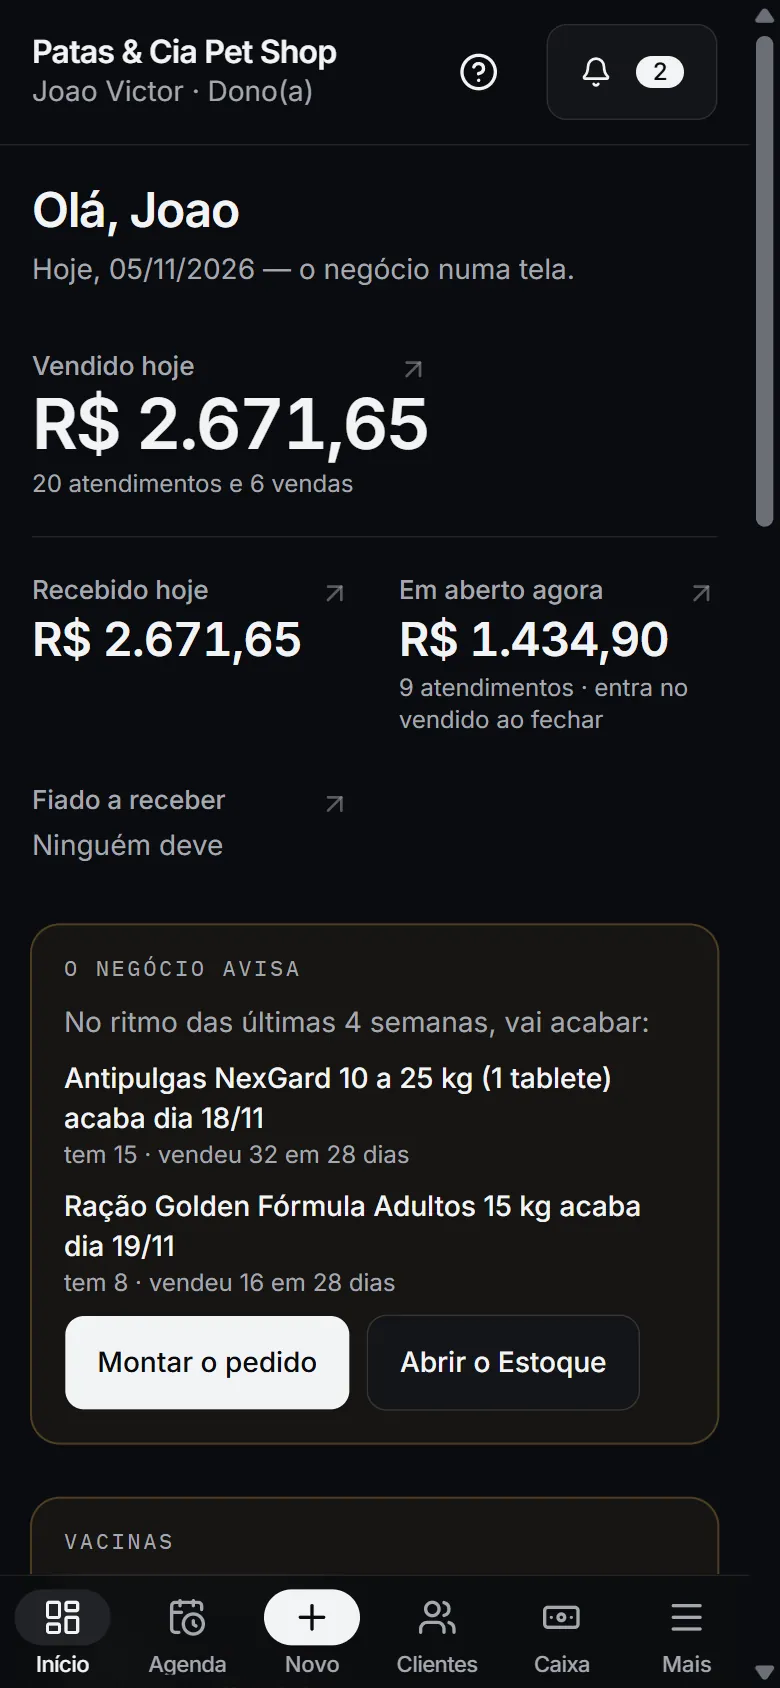 Patas & Cia Pet Shop
Joao Victor · Dono(a)
2
Olá, Joao
Hoje, 05/11/2026 — o negócio numa tela.
Vendido hoje
R$ 2.671,65
20 atendimentos e 6 vendas
Recebido hoje
R$ 2.671,65
Em aberto agora
R$ 1.434,90
9 atendimentos · entra no
vendido ao fechar
Fiado a receber
Ninguém deve
O NEGÓCIO AVISA
No ritmo das últimas 4 semanas, vai acabar:
Antipulgas NexGard 10 a 25 kg (1 tablete)
acaba dia 18/11
tem 15 · vendeu 32 em 28 dias
Ração Golden Fórmula Adultos 15 kg acaba
dia 19/11
tem 8 · vendeu 16 em 28 dias
Montar o pedido
Abrir o Estoque
VACINAS
Início
Agenda
Novo
Clientes
Caixa
Mais